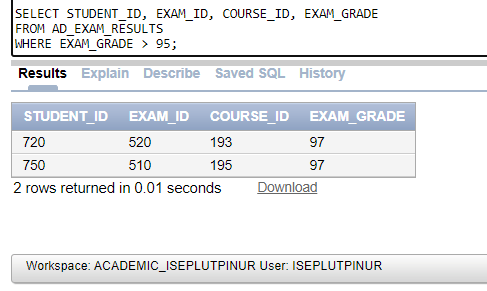 SELECT STUDENT_ID, EXAM_ID, COURSE_ID, EXAM_GRADE
FROM AD_EXAM_RESULTS
WHERE EXAM_GRADE > 95;
Results Explain Describe Saved SQL History
STUDENT_ID EXAM_ID COURSE_ID EXAM_GRADE
720 520 193 97
750 510 195 97
2 rows returned in 0.01 seconds Download
Workspace: ACADEMIC_ISEPLUTPINUR User: ISEPLUTPINUR